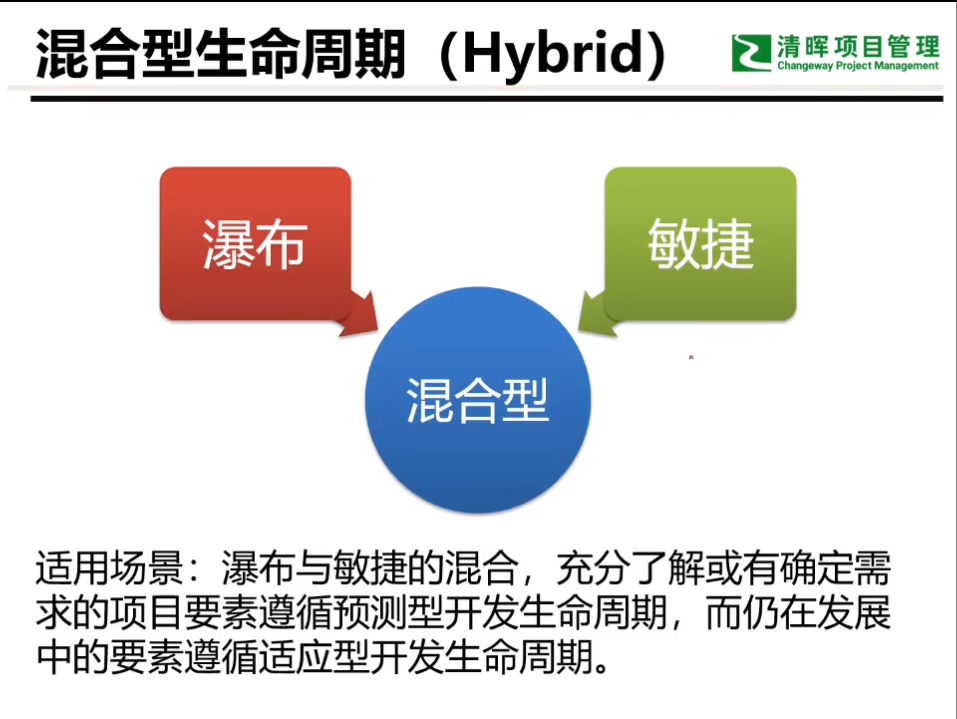 混合型生命周期（Hybrid）
清晖项目管理
Changeway Project Management
瀑布
敏捷
混合型
适用场景：瀑布与敏捷的混合，充分了解或有确定需
求的项目要素遵循预测型开发生命周期，而仍在发展
中的要素遵循适应型开发生命周期。